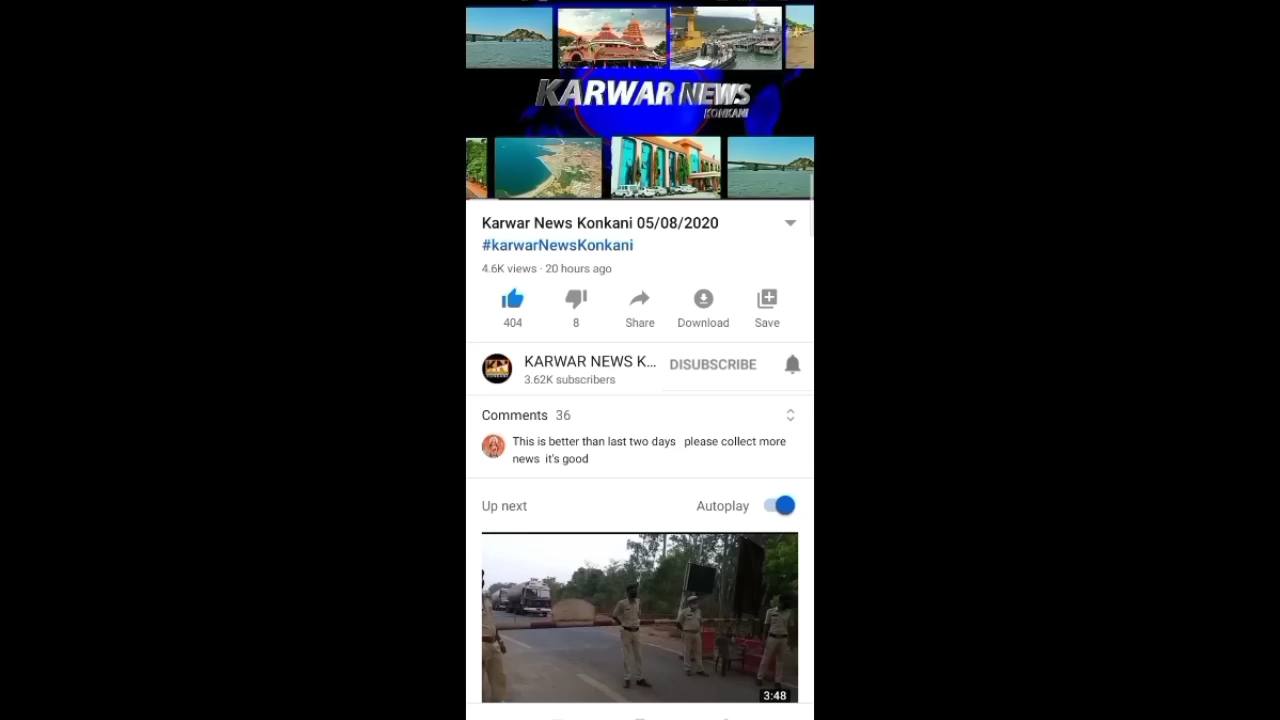 KARWAR NEWS
KONKANI
Karwar News Konkani 05/08/2020
#karwarNewsKonkani
4.6K views · 20 hours ago
404
8
Share
Download
Save
KARWAR NEWS K...
DISUBSCRIBE
3.62K subscribers
Comments 36
This is better than last two days please collect more
news it's good
Up next
Autoplay
3:48